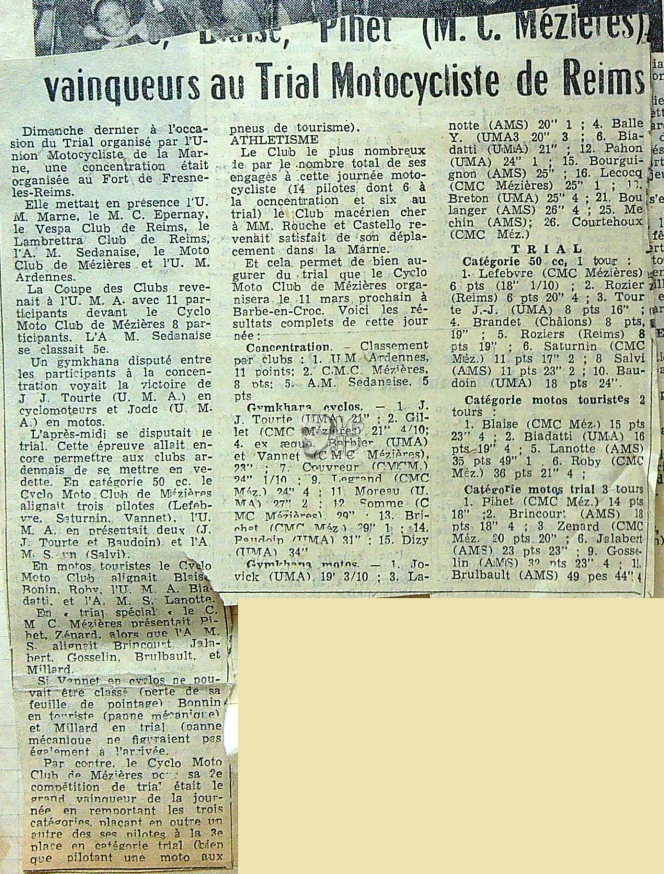 Blaise, Pihet (M. C. Mézières),
vainqueurs au Trial Motocycliste de Reims
Dimanche dernier à l'occa-
sion du Trial organisé par l'U-
nion Motocycliste de la Mar-
ne, une concentration était
organisée au Fort de Fresne-
les-Reims.
Elle mettait en présence l'U.
M. Marne, le M. C. Epernay,
le Vespa Club de Reims, le
Lambrettra Club de Reims,
l'A. M. Sedanaise, le Moto
Club de Mézières et l'U. M.
Ardennes.
La Coupe des Clubs reve-
nait à l'U. M. A. avec 11 par-
ticipants devant le Cyclo
Moto Club de Mézières 8 par-
ticipants. L'A M. Sedanaise
se classait 5e.
Un gymkhana disputé entre
les participants à la concen-
tration voyait la victoire de
J J. Tourte (U. M. A.) en
cyclomoteurs et Jocic (U. M.
A.) en motos.
L'après-midi se disputait le
trial. Cette épreuve allait en-
core permettre aux clubs ar-
dennais de se mettre en ve-
dette. En catégorie 50 cc. le
Cyclo Moto Club de Mézières
alignait trois pilotes (Lefeb-
vre, Saturnin, Vannet), l'U.
M. A. en présentait deux (J.
J. Tourte et Baudoin) et l'A.
M. S. un (Salvi).
En motos touristes le Cyclo
Moto Club alignait Blaise,
Bonin, Roby, l'U. M. A. Bia-
datti, et l'A. M. S. Lanotte.
En « trial spécial » le C.
M C. Mézières présentait Pi-
het, Zénard, alors que l'A M.
S. alignait Brincourt, Jala-
bert, Gosselin, Brulbault, et
Millard.
Si Vannet en cyclos ne pou-
vait être classé (perte de sa
feuille de pointage) Bonnin
en touriste (panne mécanique)
et Millard en trial (panne
mécanique ne figuraient pas
également à l'arrivée.
Par contre, le Cyclo Moto
Club de Mézières pour sa 2e
compétition de trial était le
grand vainqueur de la jour-
née en remportant les trois
catégories, plaçant en outre un
autre des ses pilotes à la 3e
place en catégorie trial (bien
que pilotant une moto aux
pneus de tourisme).
ATHLETISME
Le Club le plus nombreux
le par le nombre total de ses
engagés à cette journée moto-
cycliste (14 pilotes dont 6 à
la ocncentration et six au
trial) le Club macérien cher
à MM. Rouche et Castello re-
venait satisfait de son dépla-
cement dans la Marne.
Et cela permet de bien au-
gurer du trial que le Cyclo
Moto Club de Mézières orga-
nisera le 11 mars prochain à
Barbe-en-Croc. Voici les ré-
sultats complets de cette jour
née :
Concentration. — Classement
par clubs : 1. U.M. Ardennes,
11 points; 2. C.M.C. Mézières,
8 pts; 5. A.M. Sedanaise, 5
pts
Gymkhana cyclos. — 1. J.
J. Tourte (UMA) 21" ; 2. Gil-
let (CMC Mézières) 21" 4/10;
4. ex æquo Berbier (UMA)
et Vannet (CMC Mézières),
23" ; 7. Couvreur (CMCM.)
24" 1/10 ; 9. Legrand (CMC
Méz.) 24" 4 ; 11. Moreau (U.
MA) 27" 2 ; 12. Somme (C
MC Mézières) 29" ; 13. Bri-
het (CMC Méz.) 29" 1 ; 14.
Baudoin (UMA) 31" ; 15. Dizy
(UMA) 34"
Gymkhana motos. — 1. Jo-
vick (UMA) 19' 3/10 ; 3. La-
notte (AMS) 20" 1 ; 4. Balle
Y. (UMA3 20" 3 ; 6. Bia-
datti (UMA) 21" ; 12. Pahon
(UMA) 24" 1 ; 15. Bourgui-
gnon (AMS) 25" ; 16. Lecocq
(CMC Mézières) 25" 1 ; 17.
Breton (UMA) 25" 4 ; 21. Bou
langer (AMS) 26" 4 ; 25. Me
chin (AMS); 26. Courtehoux
(CMC Méz.)
TRIAL
Catégorie 50 cc, 1 tour :
1. Lefebvre (CMC Mézières)
6 pts (18" 1/10) ; 2. Rozier
(Reims) 6 pts 20" 4 ; 3. Tour
te J.-J. (UMA) 8 pts 16" ;
4. Brandet (Châlons) 8 pts,
19" ; 5. Roziers (Reims) 8
pts 19" ; 6. Saturnin (CMC
Méz.) 11 pts 17" 2 ; 8 Salvi
(AMS) 11 pts 23" 2 ; 10. Bau-
doin (UMA) 18 pts 24".
Catégorie motos touristes 2
tours :
1. Blaise (CMC Méz.) 15 pts
23" 4 ; 2. Biadatti (UMA) 16
pts 19" 4 ; 5. Lanotte (AMS)
35 pts 49" 1 6. Roby (CMC
Méz.) 36 pts 21" 4 ;
Catégorie motos trial 3 tours
1. Pihet (CMC Méz.) 14 pts
18" ; 2. Brincourt (AMS) 18
pts 18" 4 ; 3 Zenard (CMC
Méz. 20 pts 20" ; 6. Jalabert
(AMS) 23 pts 23" ; 9. Gosse-
lin (AMS) 32 pts 23" 4 ; 11.
Brulbault (AMS) 49 pes 44" 4